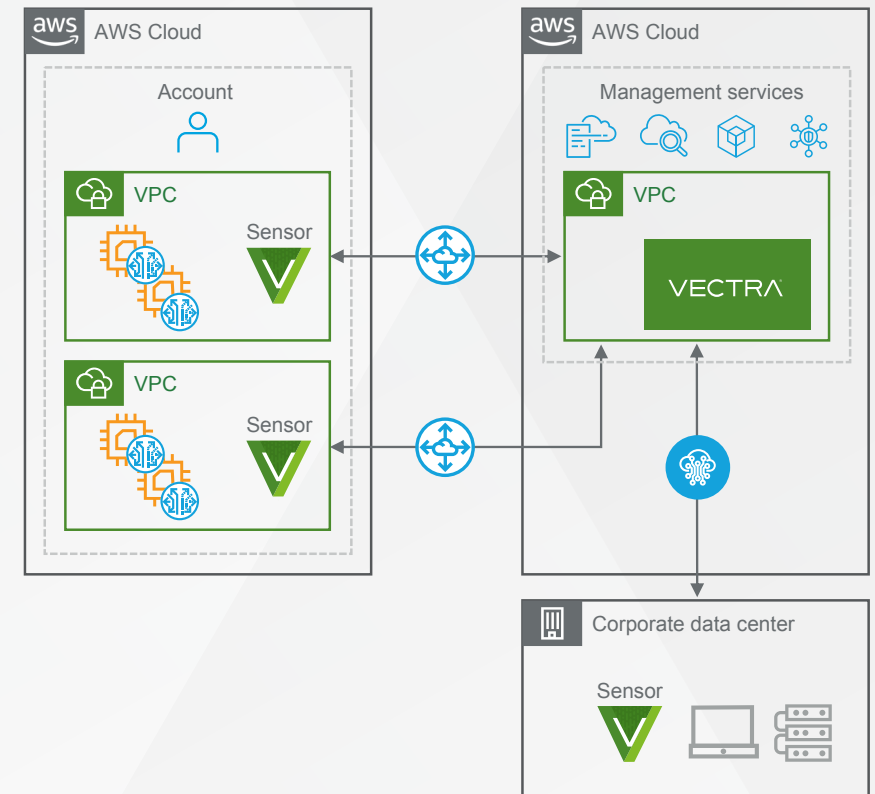 aws
AWS Cloud
Account
VPC
Sensor
VPC
Sensor
aws
AWS Cloud
Management services
VPC
VECTRA
Corporate data center
Sensor